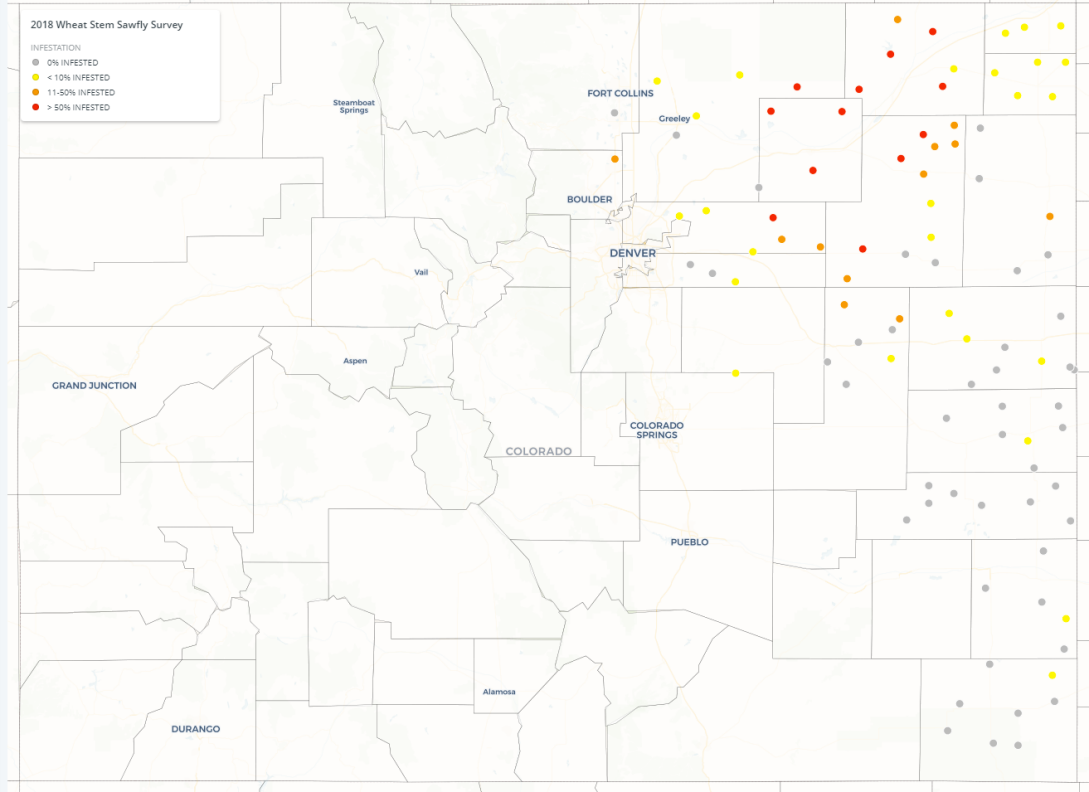 2018 Wheat Stem Sawfly Survey
INFESTATION
0% INFESTED
< 10% INFESTED
11-50% INFESTED
> 50% INFESTED
Steamboat
Springs
FORT COLLINS
Greeley
BOULDER
DENVER
Vail
Aspen
GRAND JUNCTION
COLORADO
SPRINGS
COLORADO
PUEBLO
Alamosa
DURANGO